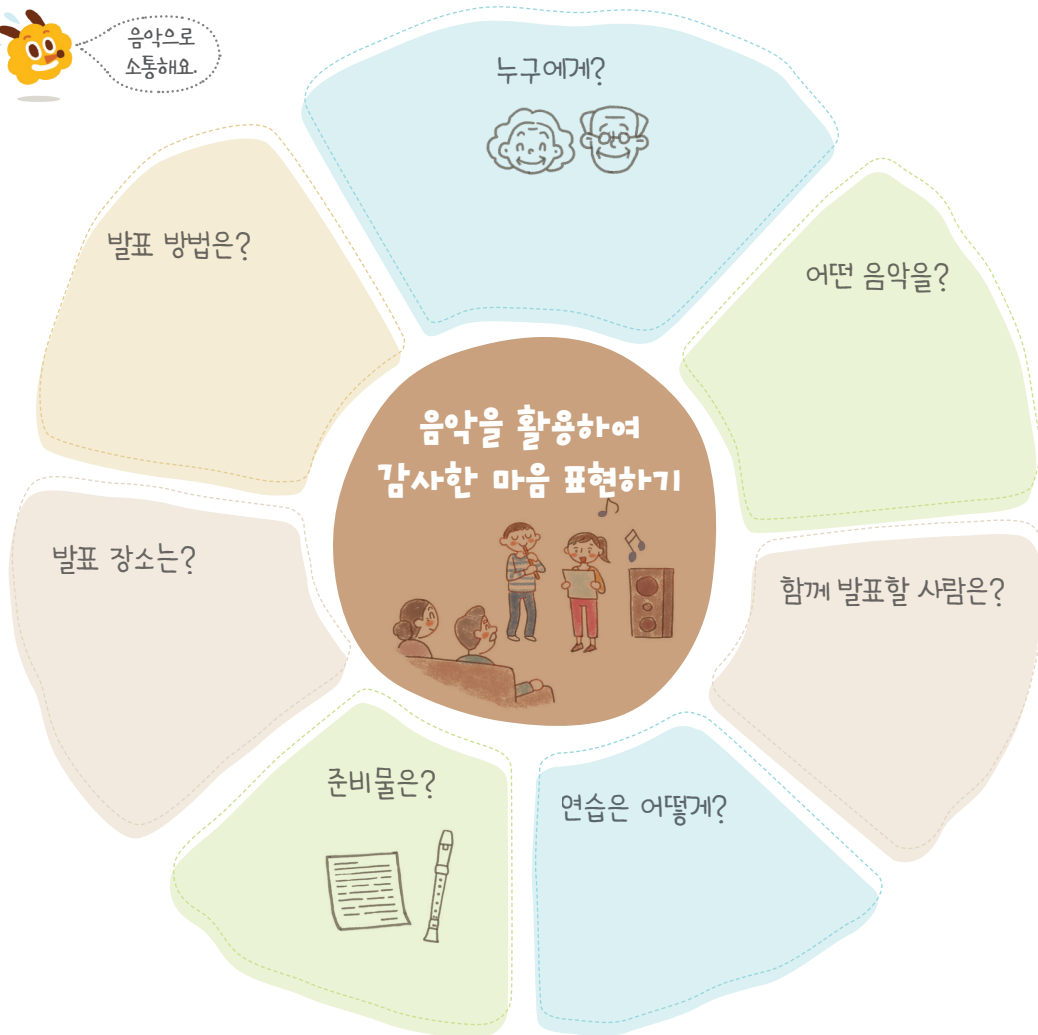 음악으로
소통해요.
누구에게?
어떤 음악을?
함께 발표할 사람은?
연습은 어떻게?
준비물은?
발표 장소는?
발표 방법은?
음악을 활용하여
감사한 마음 표현하기